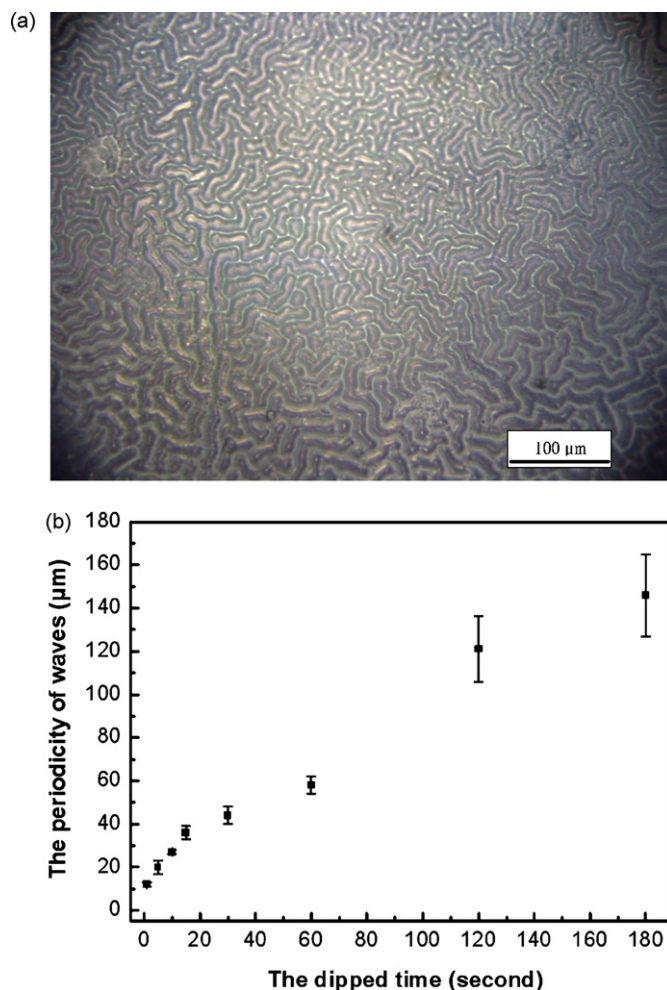 (a)
100 µm
(b)
180
160
140
120
100
80
60
40
20
0
The periodicity of waves (µm)
0 20 40 60 80 100 120 140 160 180
The dipped time (second)